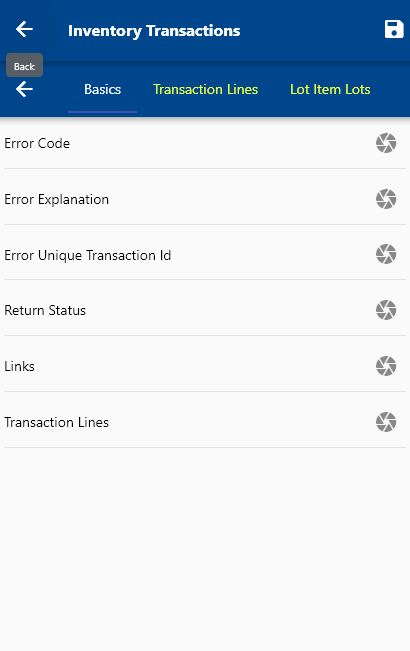 Inventory Transactions
Back
Basics Transaction Lines Lot Item Lots
Error Code
Error Explanation
Error Unique Transaction Id
Return Status
Links
Transaction Lines